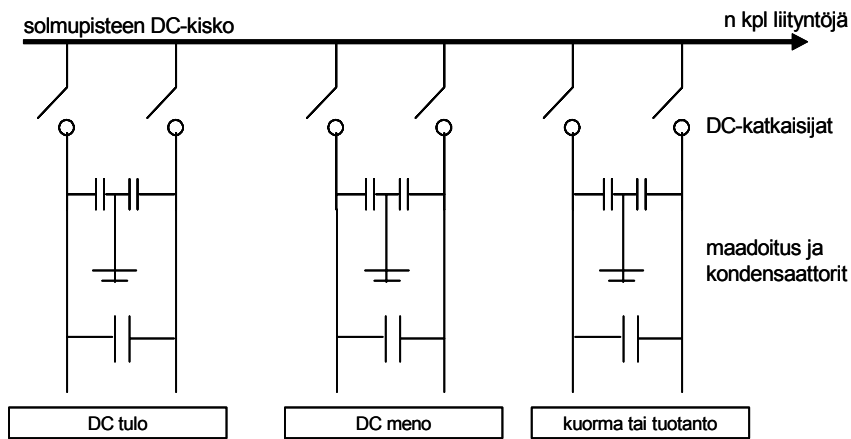 solmupisteen DC-kisko
n kpl liityntöjä
DC-katkaisijat
maadoitus ja
kondensaattorit
DC tulo
DC meno
kuorma tai tuotanto